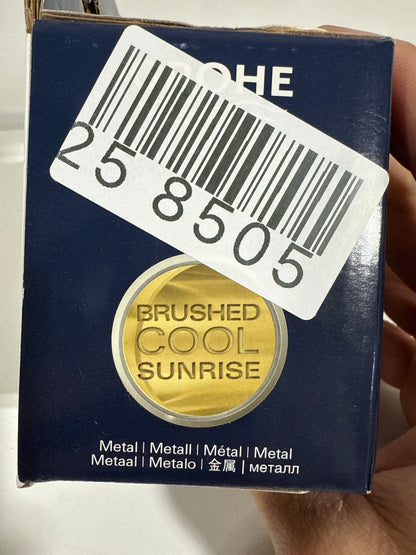 OHE
25 8505
BRUSHED
COOL
SUNRISE
Metal | Metall | Métal | Metal
Metaal | Metalo | 金属 | металл